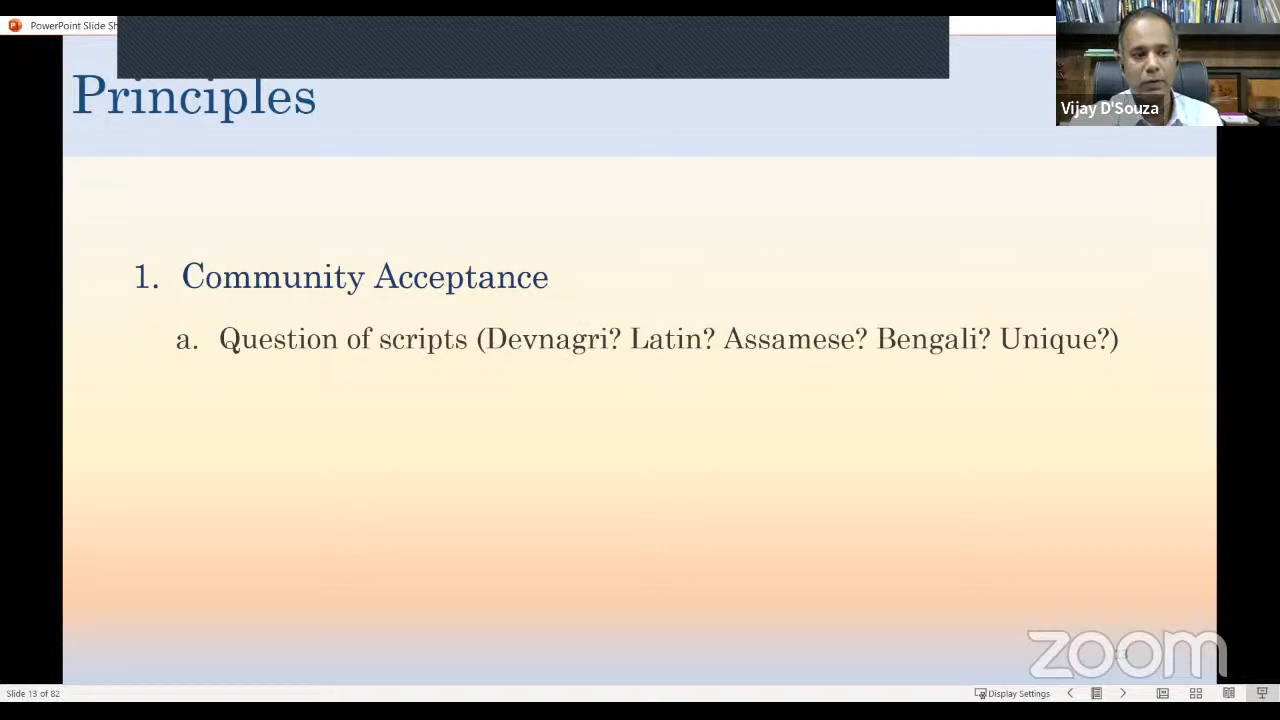 PowerPoint Slide Sh
Vijay D'Souza
Principles
1. Community Acceptance
a. Question of scripts (Devnagri? Latin? Assamese? Bengali? Unique?)
zoom
13
Slide 13 of 82
Display Settings